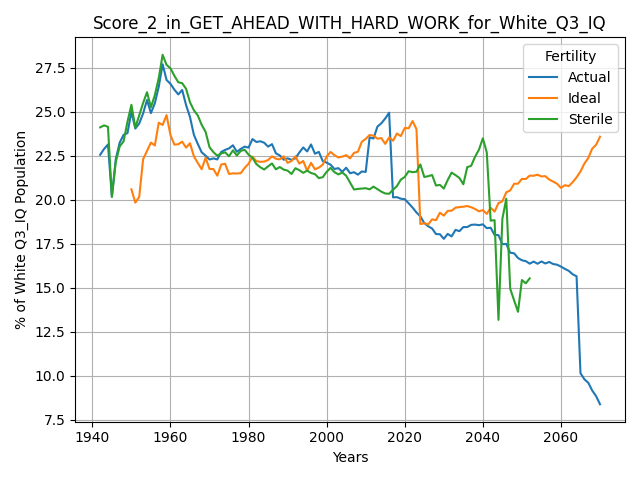 Score_2_in_GET_AHEAD_WITH_HARD_WORK_for_White_Q3_IQ
% of White Q3_IQ Population
27.5
25.0
22.5
20.0
17.5
15.0
12.5
10.0
7.5
Fertility
Actual
Ideal
Sterile
1940 1960 1980 2000 2020 2040 2060
Years